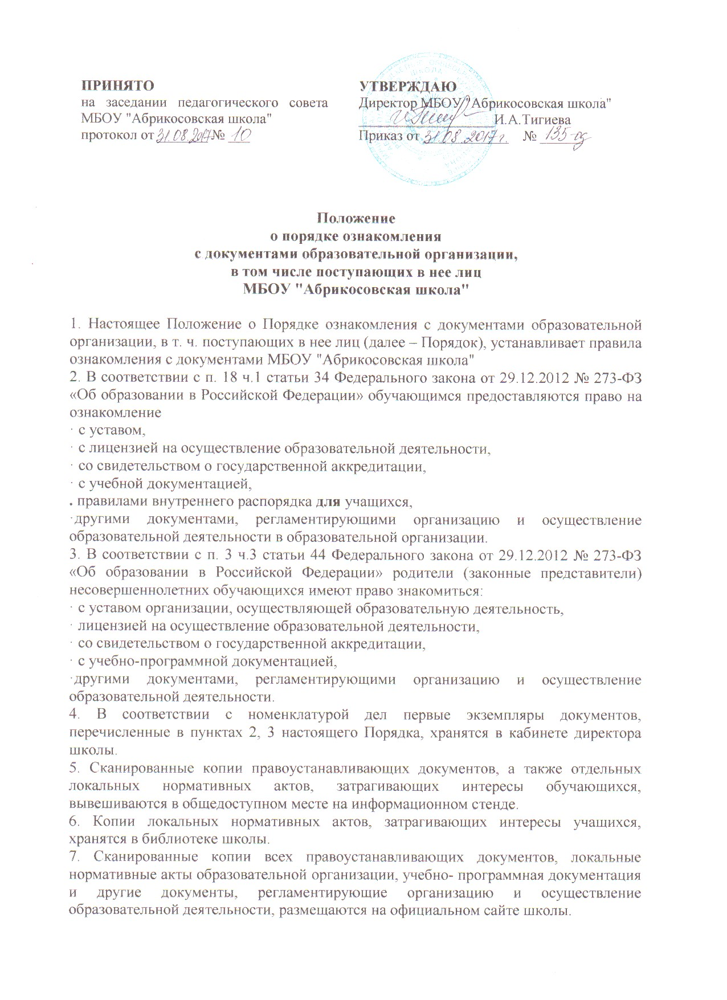 ПРИНЯТО
на заседании педагогического совета
МБОУ "Абрикосовская школа"
протокол от 31.08.2017 № 10
УТВЕРЖДАЮ
Директор МБОУ "Абрикосовская школа"
И.А.Тигиева
Приказ от 31.08.2017 г. № 135-од
Положение
о порядке ознакомления
с документами образовательной организации,
в том числе поступающих в нее лиц
МБОУ "Абрикосовская школа"
1. Настоящее Положение о Порядке ознакомления с документами образовательной
организации, в т. ч. поступающих в нее лиц (далее – Порядок), устанавливает правила
ознакомления с документами МБОУ "Абрикосовская школа"
2. В соответствии с п. 18 ч.1 статьи 34 Федерального закона от 29.12.2012 № 273-ФЗ
«Об образовании в Российской Федерации» обучающимся предоставляются право на
ознакомление
· с уставом,
· с лицензией на осуществление образовательной деятельности,
· со свидетельством о государственной аккредитации,
· с учебной документацией,
. правилами внутреннего распорядка для учащихся,
·другими документами, регламентирующими организацию и осуществление
образовательной деятельности в образовательной организации.
3. В соответствии с п. 3 ч.3 статьи 44 Федерального закона от 29.12.2012 № 273-ФЗ
«Об образовании в Российской Федерации» родители (законные представители)
несовершеннолетних обучающихся имеют право знакомиться:
· с уставом организации, осуществляющей образовательную деятельность,
· лицензией на осуществление образовательной деятельности,
· со свидетельством о государственной аккредитации,
· с учебно-программной документацией,
·другими документами, регламентирующими организацию и осуществление
образовательной деятельности.
4. В соответствии с номенклатурой дел первые экземпляры документов,
перечисленные в пунктах 2, 3 настоящего Порядка, хранятся в кабинете директора
школы.
5. Сканированные копии правоустанавливающих документов, а также отдельных
локальных нормативных актов, затрагивающих интересы обучающихся,
вывешиваются в общедоступном месте на информационном стенде.
6. Копии локальных нормативных актов, затрагивающих интересы учащихся,
хранятся в библиотеке школы.
7. Сканированные копии всех правоустанавливающих документов, локальные
нормативные акты образовательной организации, учебно- программная документация
и другие документы, регламентирующие организацию и осуществление
образовательной деятельности, размещаются на официальном сайте школы.